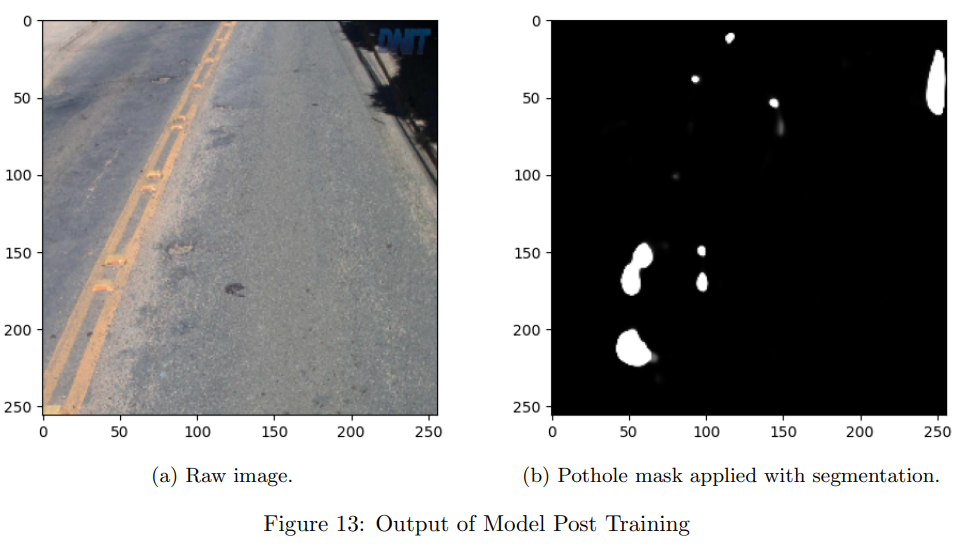 DNIT
0
50
100
150
200
250
0 50 100 150 200 250
0
50
100
150
200
250
0 50 100 150 200 250
(a) Raw image.
(b) Pothole mask applied with segmentation.
Figure 13: Output of Model Post Training